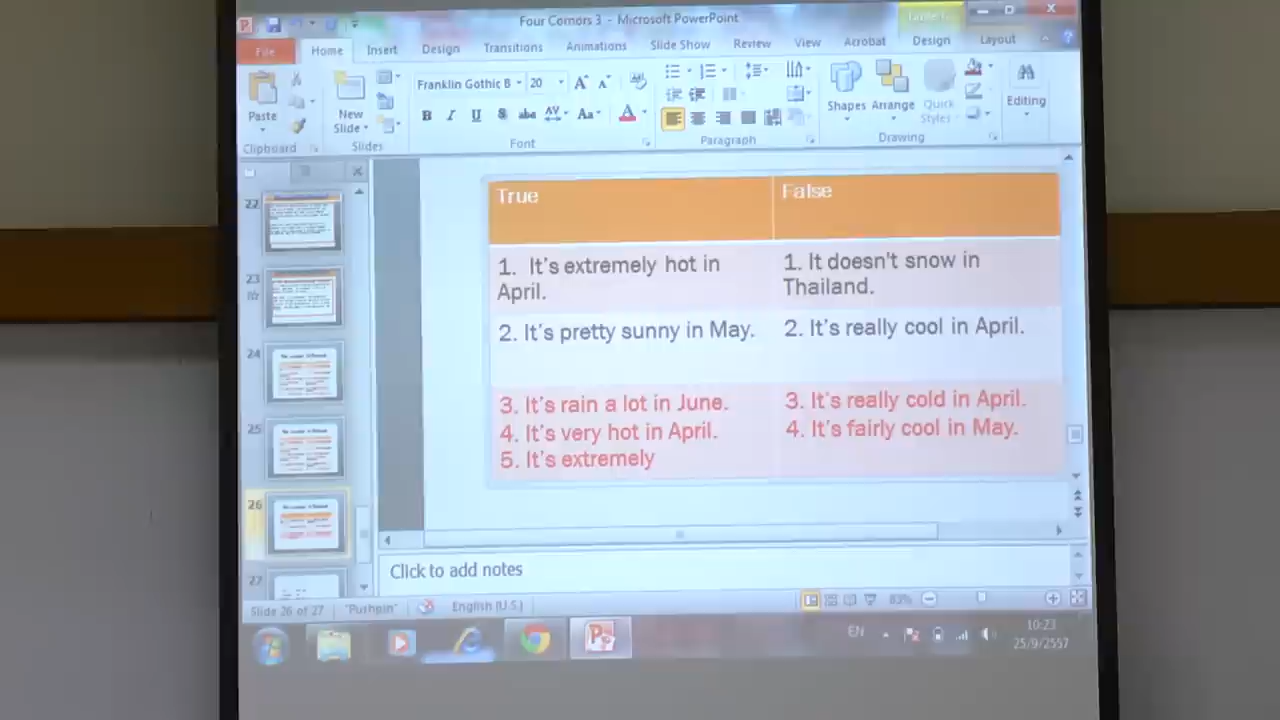 Four Corners 3 - Microsoft PowerPoint
File Home Insert Design Transitions Animations Slide Show Review View Acrobat Design Layout
Franklin Gothic B 20
Paste
New
Slide
Shapes Arrange Quick
Styles
Editing
Clipboard Slides Font Paragraph Drawing
22
23
24
25
26
27
True
False
1. It's extremely hot in
April.
1. It doesn't snow in
Thailand.
2. It's pretty sunny in May.
2. It's really cool in April.
3. It's rain a lot in June.
4. It's very hot in April.
5. It's extremely
3. It's really cold in April.
4. It's fairly cool in May.
Click to add notes
Slide 26 of 27 "Pushpin" English (U.S.) 83%
EN
10:23
25/9/2557